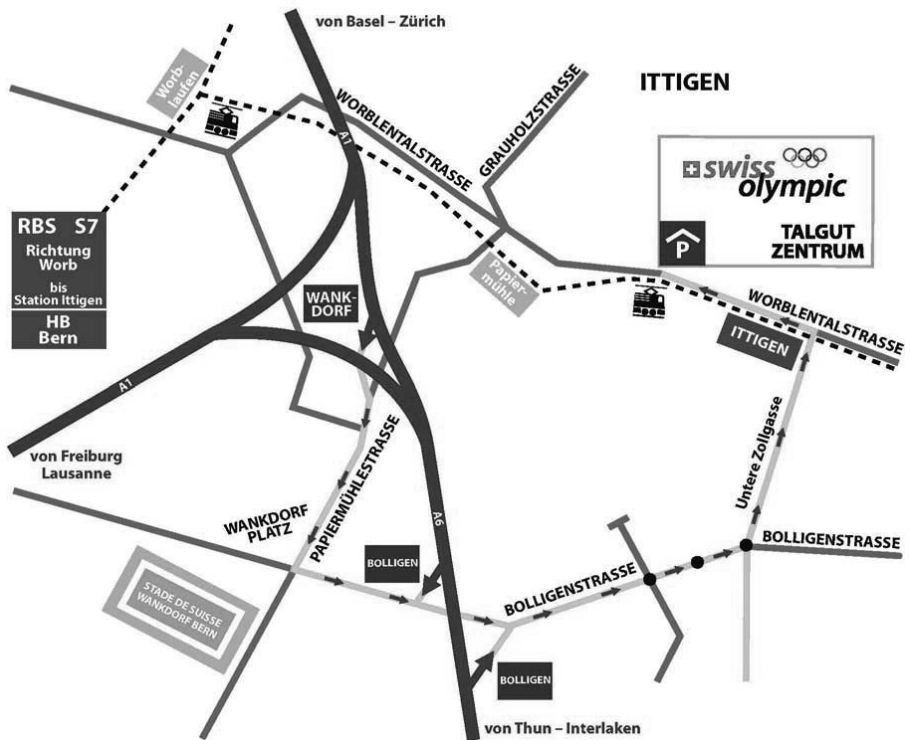 von Basel – Zürich
Worb-
laufen
A1
WORBLENTALSTRASSE
GRAUHOLZSTRASSE
ITTIGEN
swiss
olympic
P
TALGUT
ZENTRUM
RBS S7
Richtung
Worb
bis
Station Ittigen
HB
Bern
Papier-
mühle
WANK-
DORF
WORBLENTALSTRASSE
ITTIGEN
A1
von Freiburg
Lausanne
PAPIERMÜHLESTRASSE
Untere Zollgasse
A6
WANKDORF
PLATZ
BOLLIGENSTRASSE
BOLLIGEN
BOLLIGENSTRASSE
STADE DE SUISSE
WANKDORF BERN
BOLLIGEN
von Thun – Interlaken